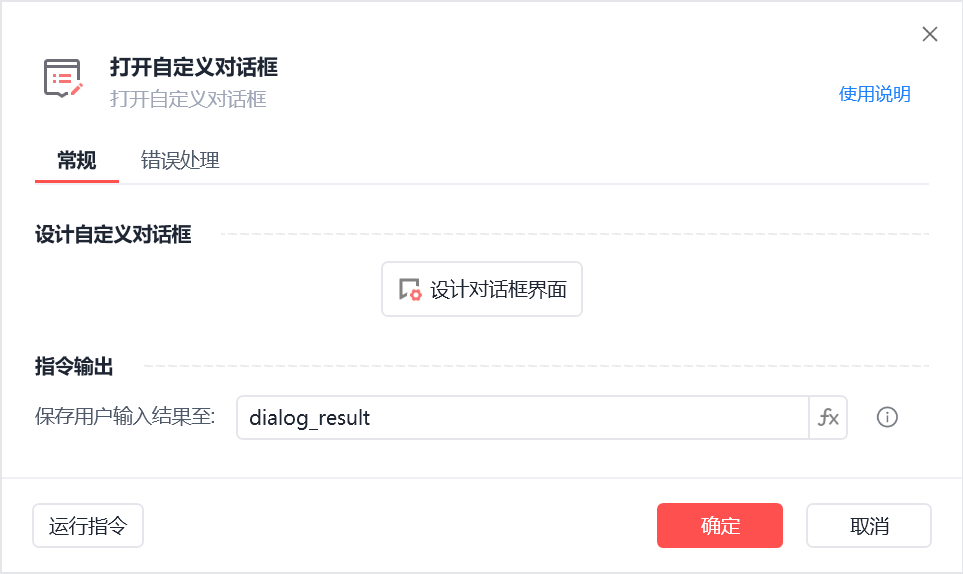 打开自定义对话框
打开自定义对话框
使用说明
常规 错误处理
设计自定义对话框
设计对话框界面
指令输出
保存用户输入结果至: dialog_result fx
运行指令 确定 取消